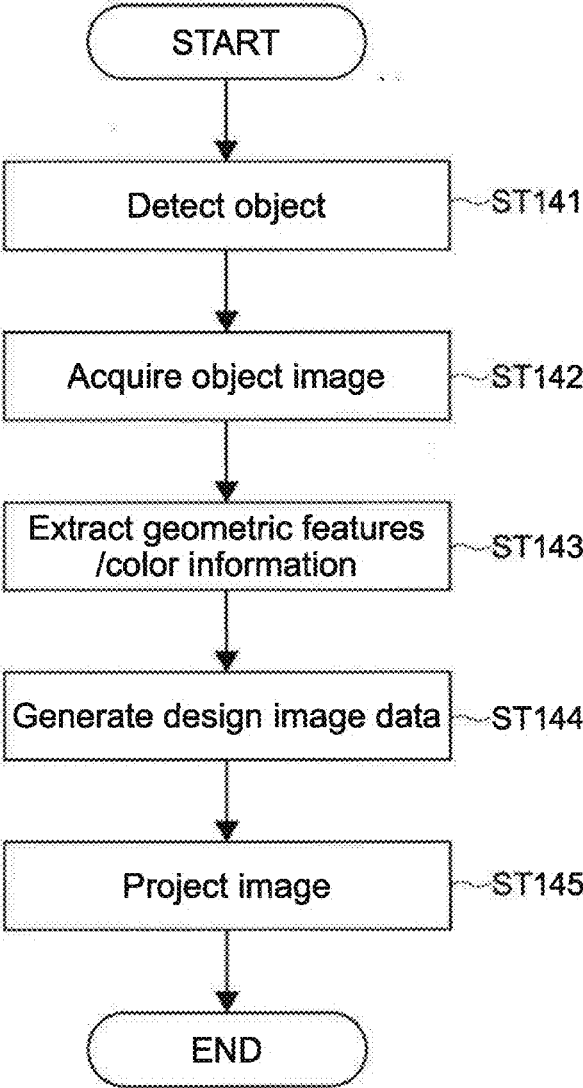 START
Detect object
ST141
Acquire object image
ST142
Extract geometric features
/color information
ST143
Generate design image data
ST144
Project image
ST145
END